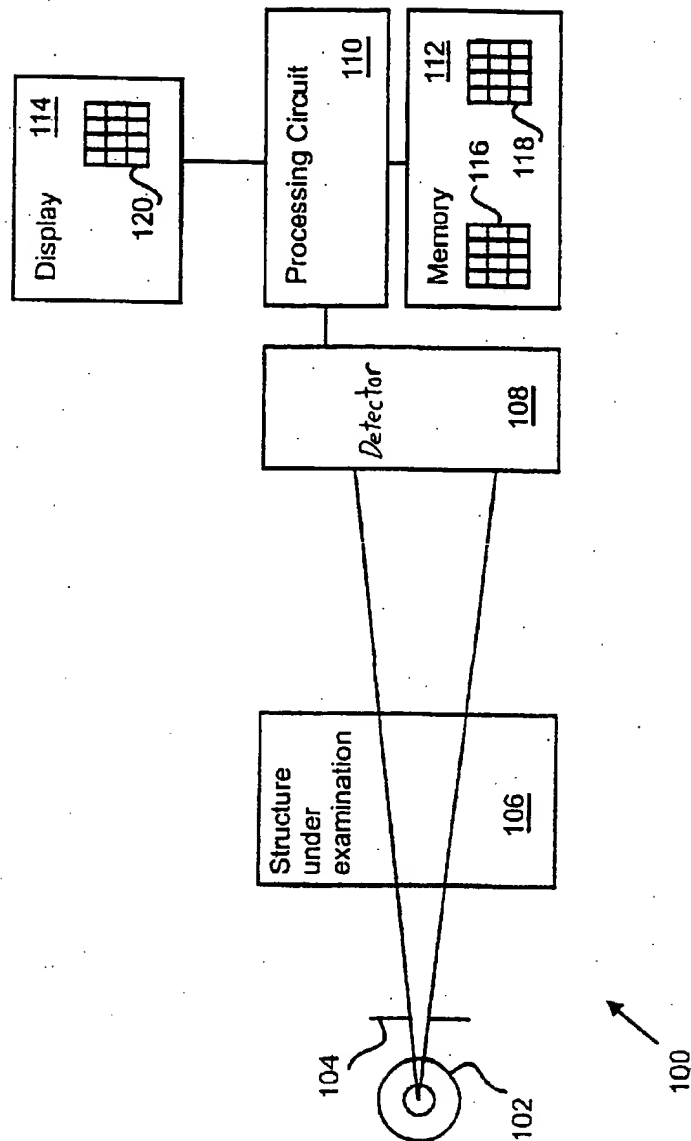 Display
114
120
Processing Circuit
110
Memory
112
116
118
Detector
108
Structure
under
examination
106
104
102
100